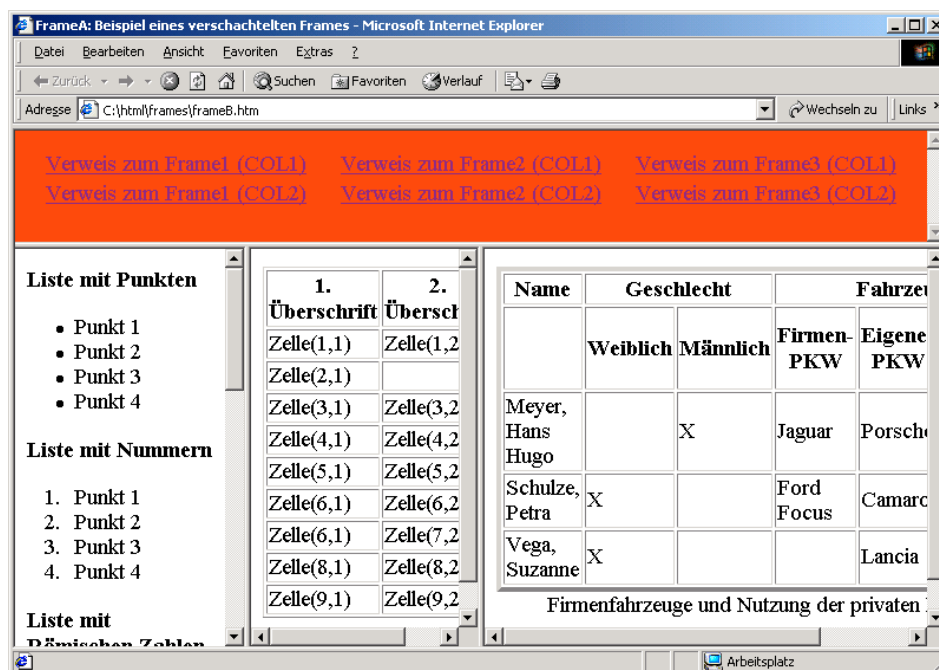 FrameA: Beispiel eines verschachtelten Frames - Microsoft Internet Explorer
Datei Bearbeiten Ansicht Favoriten Extras ?
Zurück Suchen Favoriten Verlauf
Adresse C:\html\frames\frameB.htm Wechseln zu Links
Verweis zum Frame1 (COL1) Verweis zum Frame2 (COL1) Verweis zum Frame3 (COL1)
Verweis zum Frame1 (COL2) Verweis zum Frame2 (COL2) Verweis zum Frame3 (COL2)
Liste mit Punkten
• Punkt 1
• Punkt 2
• Punkt 3
• Punkt 4
Liste mit Nummern
1. Punkt 1
2. Punkt 2
3. Punkt 3
4. Punkt 4
Liste mit
Römischen Zahlen
1. 2.
Überschrift Übersch
Zelle(1,1) Zelle(1,2
Zelle(2,1)
Zelle(3,1) Zelle(3,2
Zelle(4,1) Zelle(4,2
Zelle(5,1) Zelle(5,2
Zelle(6,1) Zelle(6,2
Zelle(6,1) Zelle(7,2
Zelle(8,1) Zelle(8,2
Zelle(9,1) Zelle(9,2
Name Geschlecht Fahrzeu
Weiblich Männlich Firmen- Eigene
PKW PKW
Meyer,
Hans X Jaguar Porsche
Hugo
Schulze, X Ford Camaro
Petra Focus
Vega, X Lancia
Suzanne
Firmenfahrzeuge und Nutzung der privaten
Arbeitsplatz